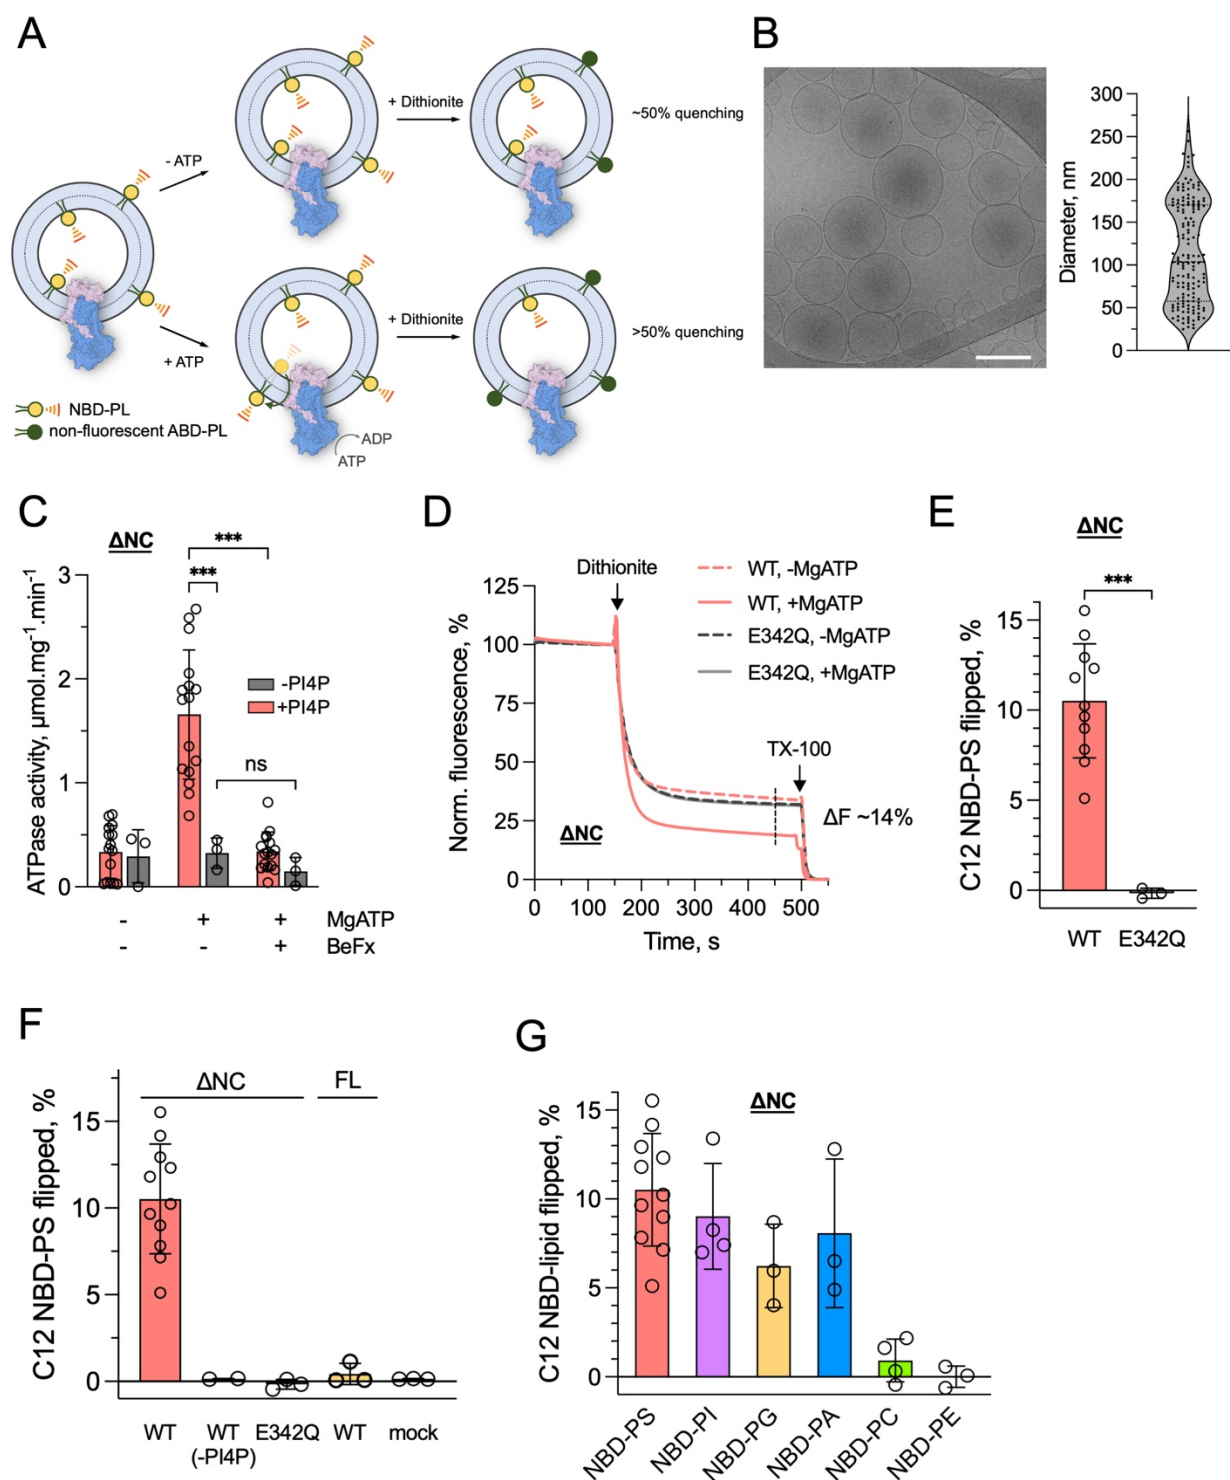 A
- ATP
+ ATP
+ Dithionite
~50% quenching
+ Dithionite
>50% quenching
ADP
ATP
NBD-PL
non-fluorescent ABD-PL
B
Diameter, nm
300
250
200
150
100
50
0
C
ΔNC
***
***
ns
ATPase activity, μmol.mg⁻¹.min⁻¹
3
2
1
0
-PI4P
+PI4P
- + + MgATP
- - + BeFx
D
Dithionite
WT, -MgATP
WT, +MgATP
E342Q, -MgATP
E342Q, +MgATP
Norm. fluorescence, %
125
100
75
50
25
0
TX-100
ΔF ~14%
ΔNC
0 100 200 300 400 500
Time, s
E
ΔNC
***
C12 NBD-PS flipped, %
15
10
5
0
WT E342Q
F
ΔNC FL
C12 NBD-PS flipped, %
15
10
5
0
WT WT E342Q WT mock
(-PI4P)
G
ΔNC
C12 NBD-lipid flipped, %
15
10
5
0
NBD-PS
NBD-PI
NBD-PG
NBD-PA
NBD-PC
NBD-PE